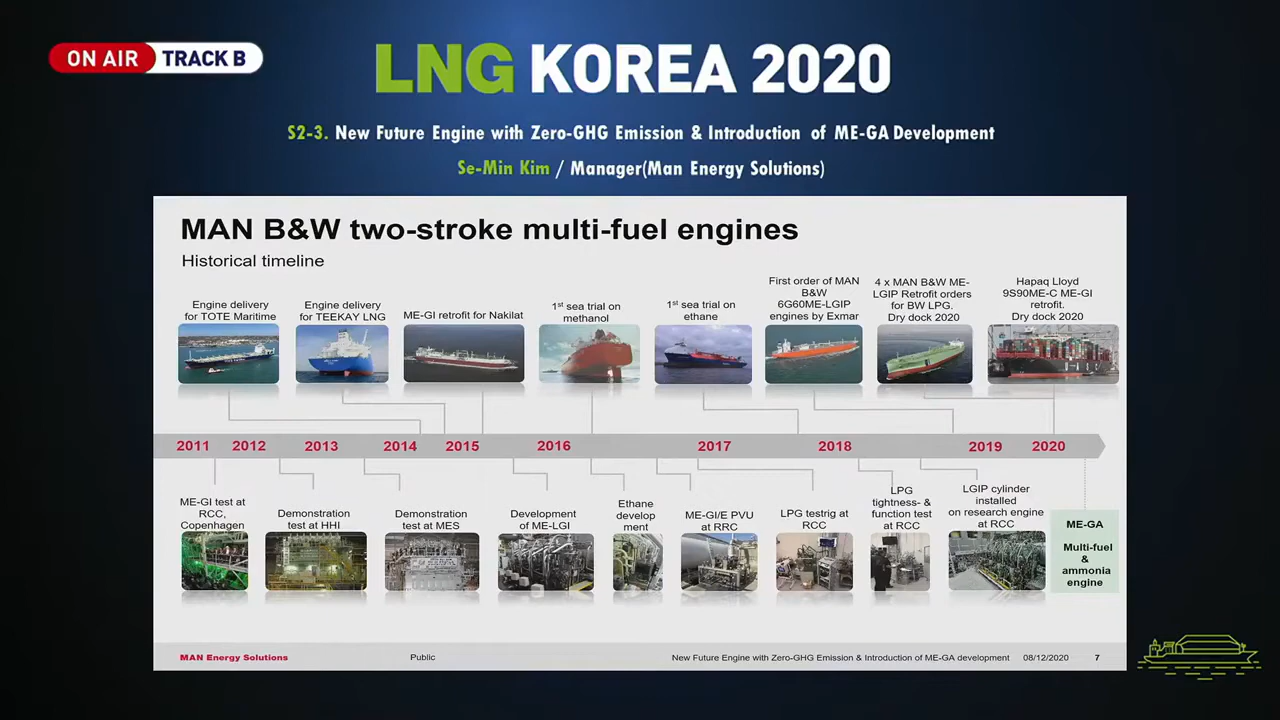 ON AIR TRACK B
LNG KOREA 2020
S2-3. New Future Engine with Zero-GHG Emission & Introduction of ME-GA Development
Se-Min Kim / Manager(Man Energy Solutions)
MAN B&W two-stroke multi-fuel engines
Historical timeline
Engine delivery
for TOTE Maritime
Engine delivery
for TEEKAY LNG
ME-GI retrofit for Nakilat
1st sea trial on
methanol
1st sea trial on
ethane
First order of MAN
B&W
6G60ME-LGIP
engines by Exmar
4 x MAN B&W ME-
LGIP Retrofit orders
for BW LPG.
Dry dock 2020
Hapaq Lloyd
9S90ME-C ME-GI
retrofit.
Dry dock 2020
2011 2012 2013 2014 2015 2016 2017 2018 2019 2020
ME-GI test at
RCC,
Copenhagen
Demonstration
test at HHI
Demonstration
test at MES
Development
of ME-LGI
Ethane
develop
ment
ME-GI/E PVU
at RRC
LPG testrig at
RCC
LPG
tightness- &
function test
at RCC
LGIP cylinder
installed
on research engine
at RCC
ME-GA
Multi-fuel
&
ammonia
engine
MAN Energy Solutions
Public
New Future Engine with Zero-GHG Emission & Introduction of ME-GA development
08/12/2020
7